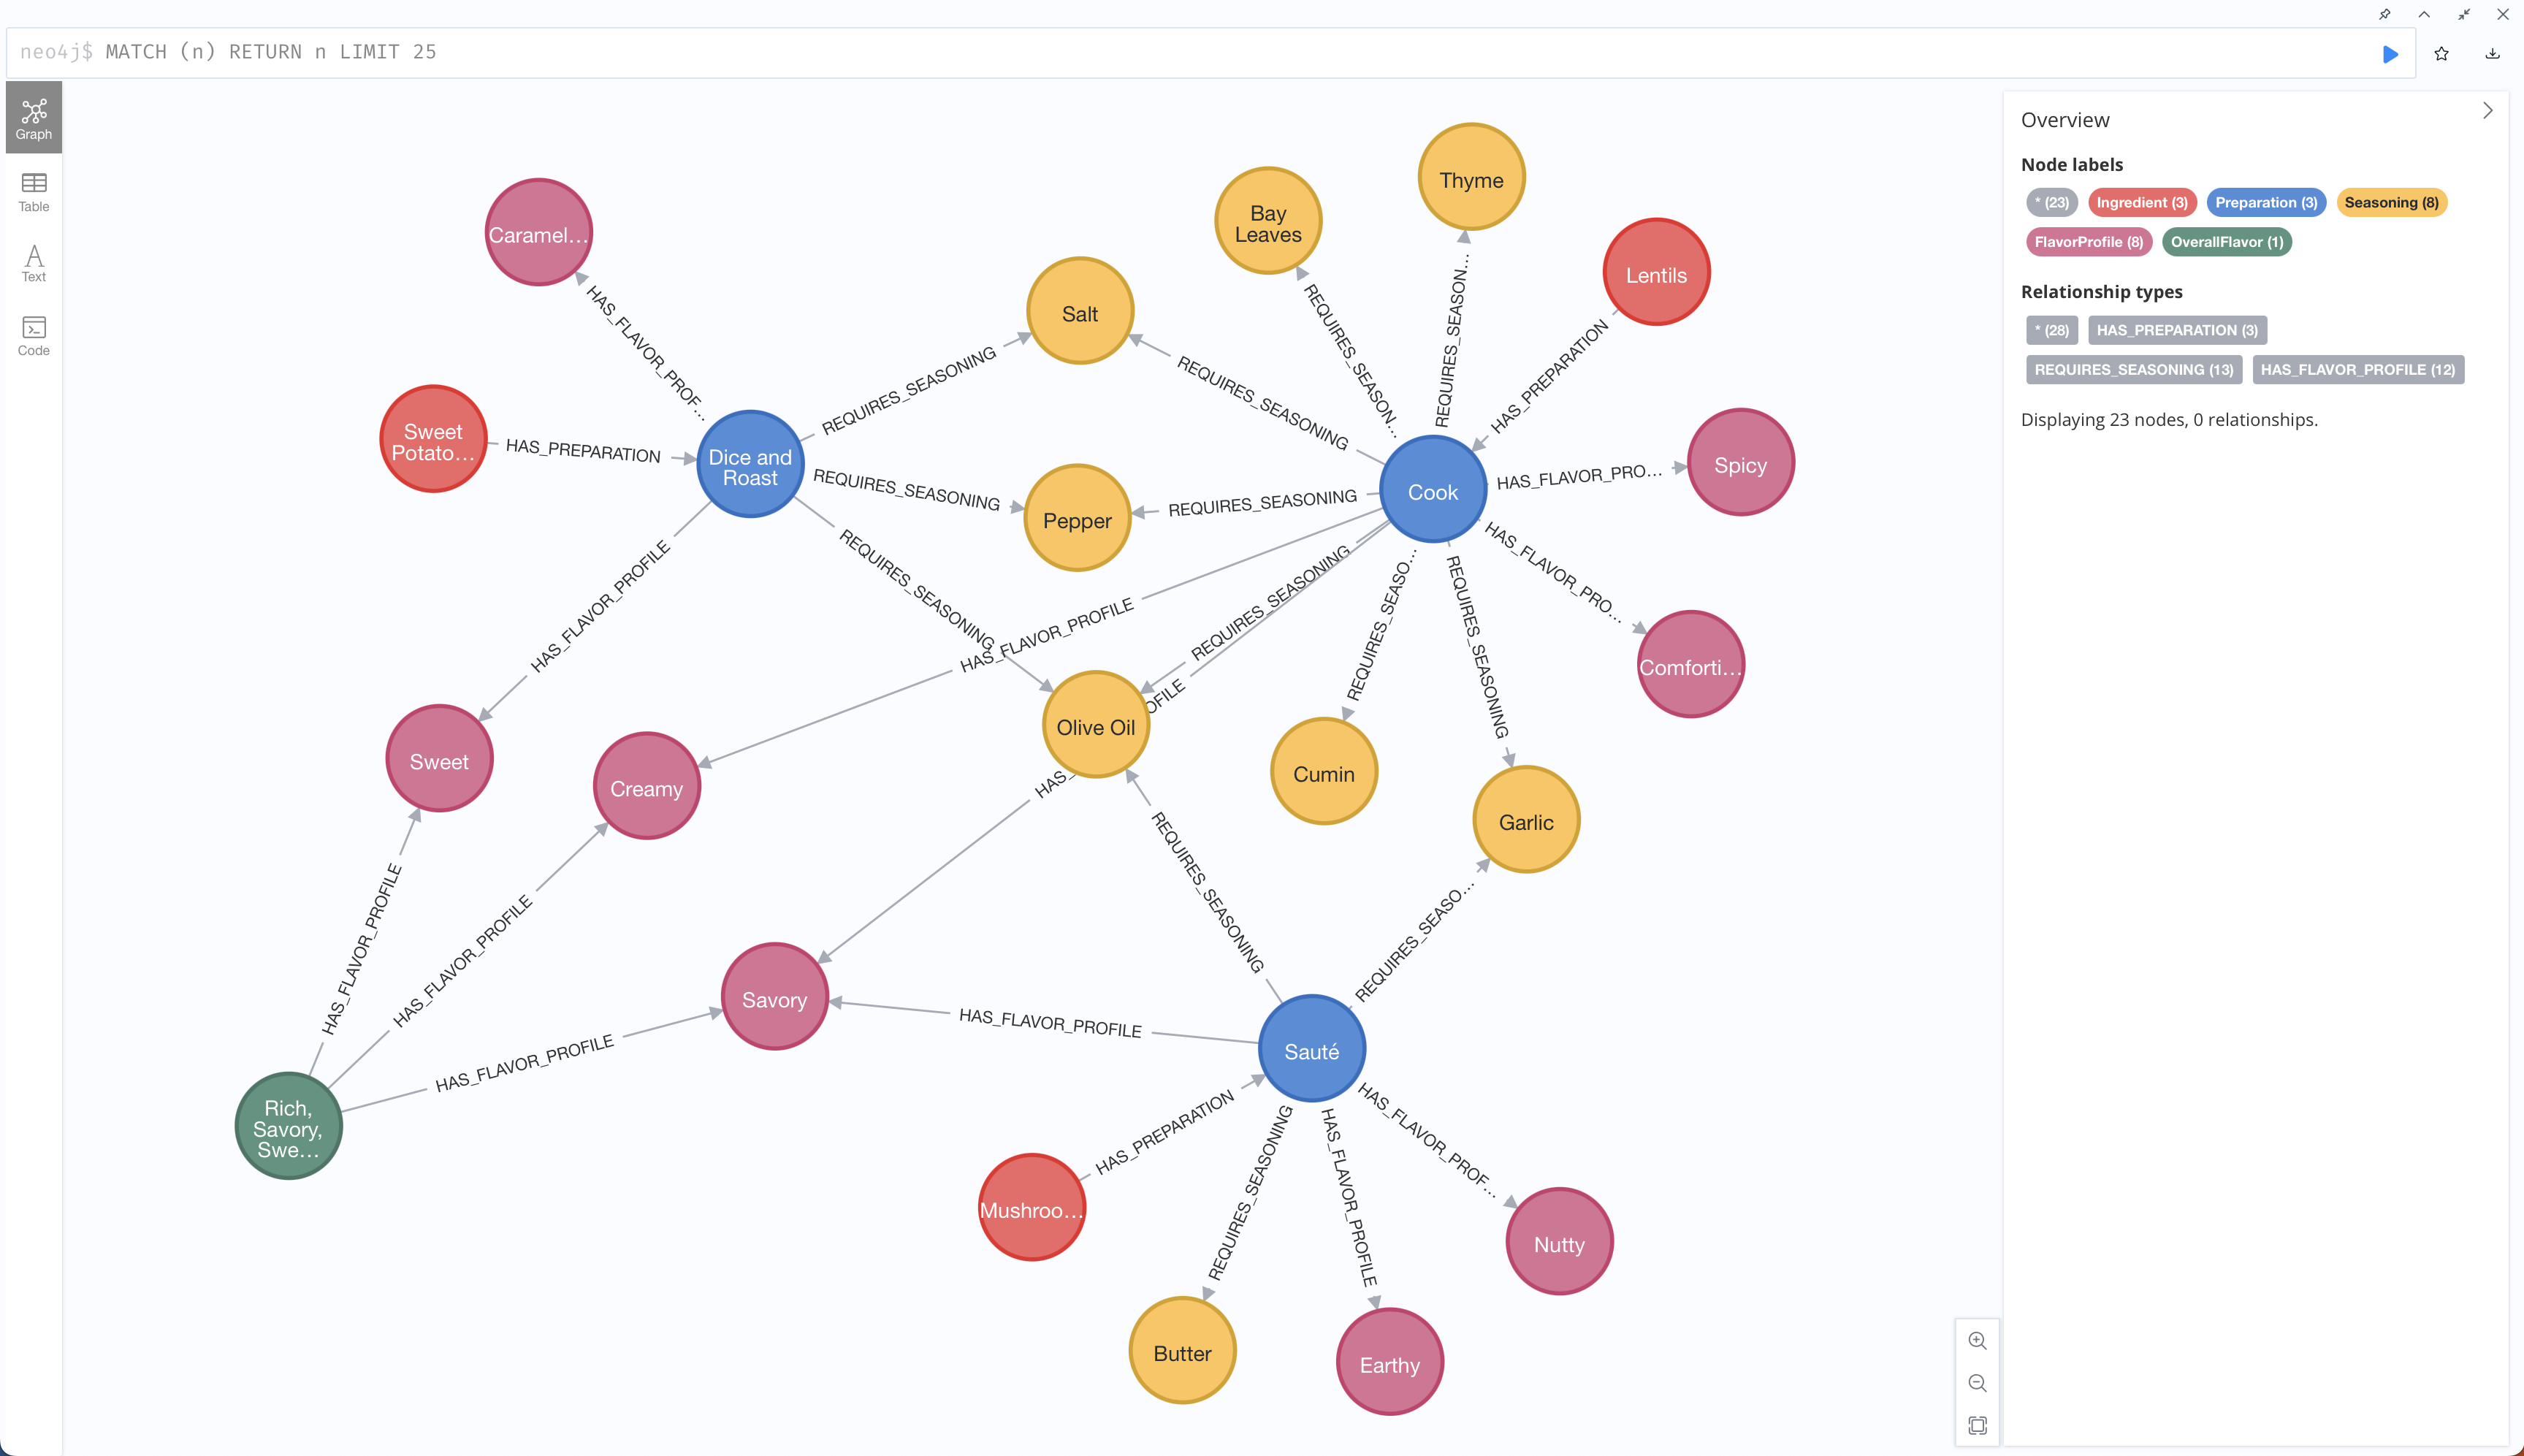 neo4j$ MATCH (n) RETURN n LIMIT 25
Graph
Table
Text
Code
Overview
Node labels
* (23) Ingredient (3) Preparation (3) Seasoning (8)
FlavorProfile (8) OverallFlavor (1)
Relationship types
* (28) HAS_PREPARATION (3)
REQUIRES_SEASONING (13) HAS_FLAVOR_PROFILE (12)
Displaying 23 nodes, 0 relationships.
Thyme
Bay
Leaves
Caramel…
Lentils
Salt
HAS_FLAVOR_PROF…
REQUIRES_SEASONING
REQUIRES_SEASONING
REQUIRES_SEASON…
REQUIRES_SEASON…
HAS_PREPARATION
Sweet
Potato…
HAS_PREPARATION
Dice and
Roast
REQUIRES_SEASONING
Pepper
REQUIRES_SEASONING
Cook
HAS_FLAVOR_PRO…
Spicy
HAS_FLAVOR_PROFILE
REQUIRES_SEASONING
HAS_FLAVOR_PROFILE
REQUIRES_SEASONING
REQUIRES_SEASO…
REQUIRES_SEASONING
HAS_FLAVOR_PRO…
Comforti…
Sweet
Creamy
Olive Oil
HAS_
OFILE
Cumin
Garlic
HAS_FLAVOR_PROFILE
HAS_FLAVOR_PROFILE
REQUIRES_SEASONING
REQUIRES_SEASO…
Savory
HAS_FLAVOR_PROFILE
Sauté
HAS_FLAVOR_PROFILE
Rich,
Savory,
Swe…
HAS_PREPARATION
Mushroo…
REQUIRES_SEASONING
HAS_FLAVOR_PROFILE
HAS_FLAVOR_PROF…
Nutty
Butter
Earthy